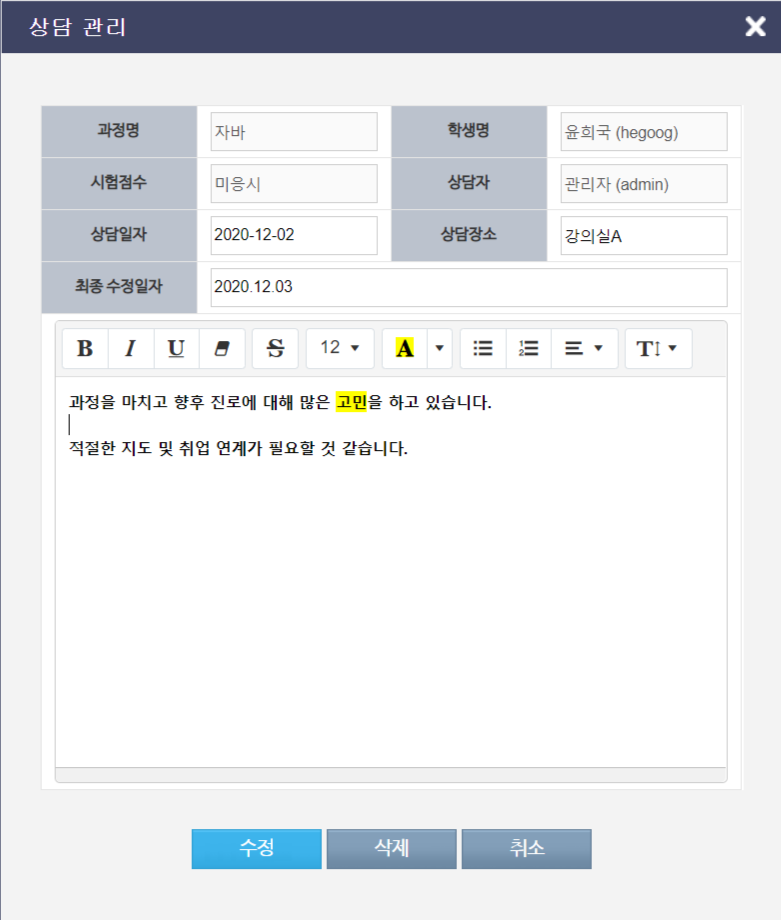 상담 관리
과정명 자바 학생명 윤희국 (hegoog)
시험점수 미응시 상담자 관리자 (admin)
상담일자 2020-12-02 상담장소 강의실A
최종 수정일자 2020.12.03
B I U S 12 A T
과정을 마치고 향후 진로에 대해 많은 고민을 하고 있습니다.
적절한 지도 및 취업 연계가 필요할 것 같습니다.
수정 삭제 취소